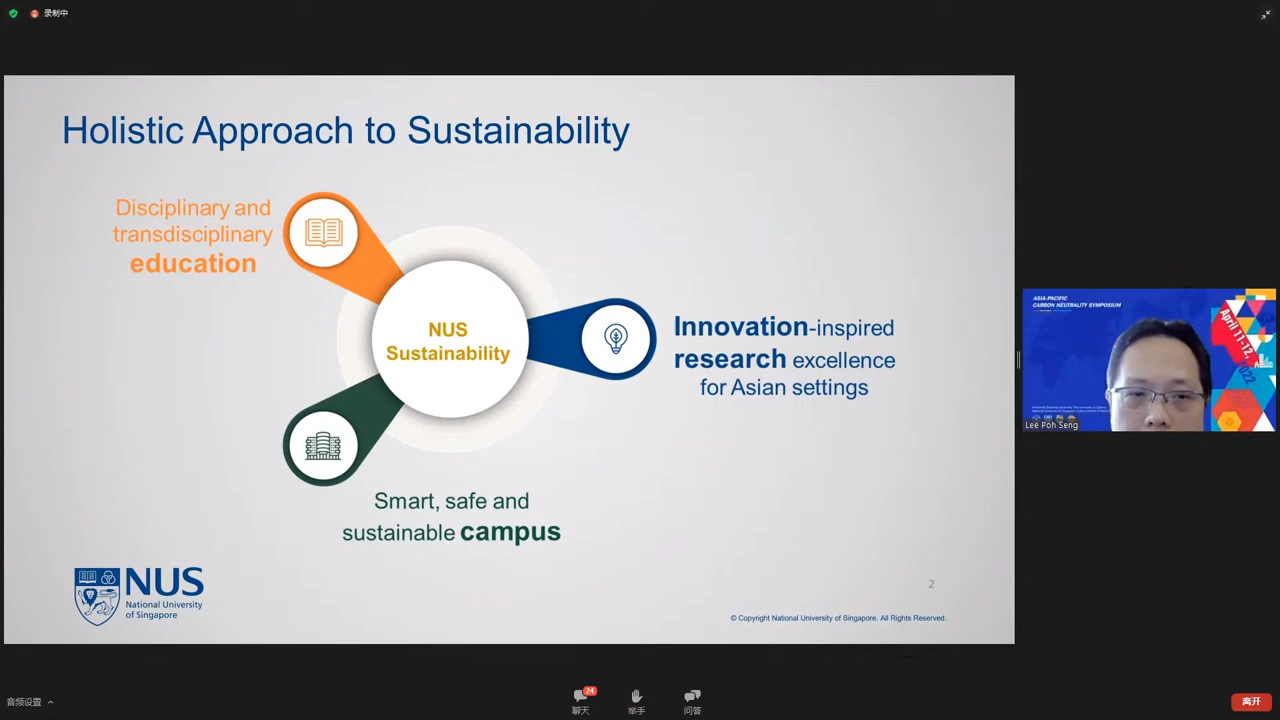 录制中
Holistic Approach to Sustainability
Disciplinary and
transdisciplinary
education
NUS
Sustainability
Innovation-inspired
research excellence
for Asian settings
Smart, safe and
sustainable campus
NUS
National University
of Singapore
2
© Copyright National University of Singapore. All Rights Reserved.
ASIA-PACIFIC
CARBON NEUTRALITY SYMPOSIUM
April 11-12,
2022
Lee Poh Seng
音频设置
24
聊天
举手
问答
离开